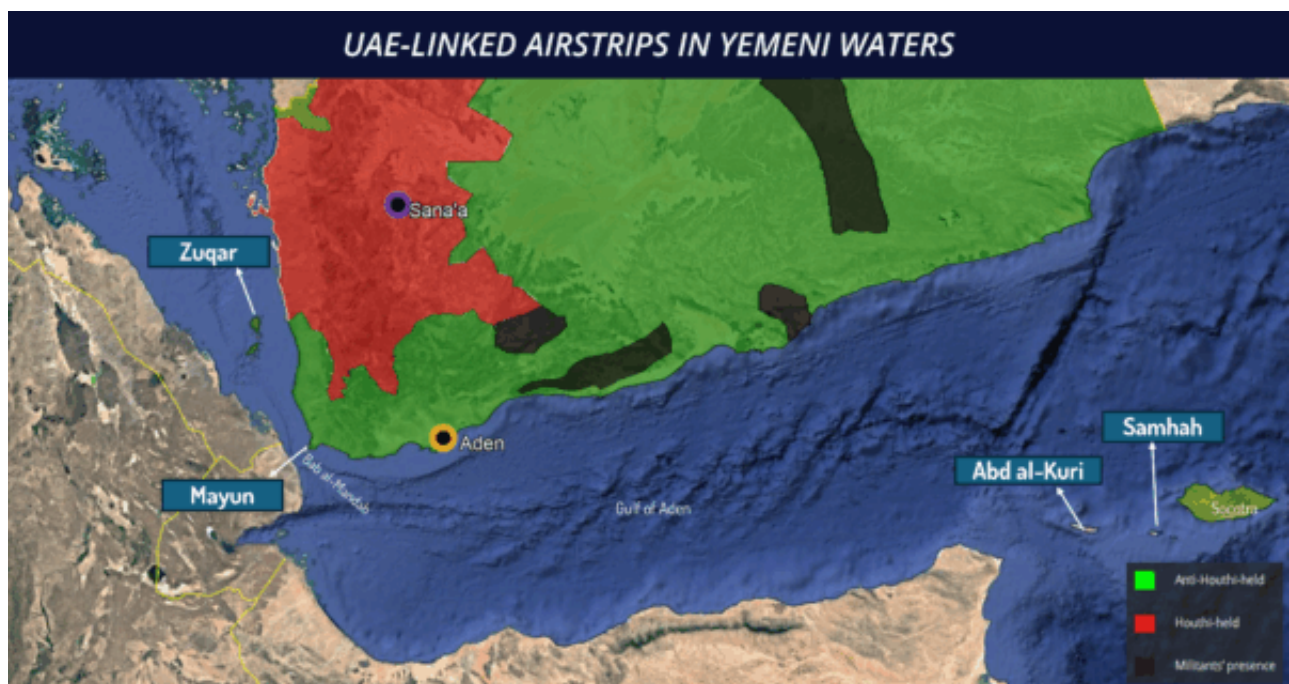 UAE-LINKED AIRSTRIPS IN YEMENI WATERS
Sana'a
Zuqar
Aden
Mayun
Bab al-Mandab
Gulf of Aden
Samhah
Abd al-Kuri
Socotra
Anti-Houthi-held
Houthi-held
Militants' presence